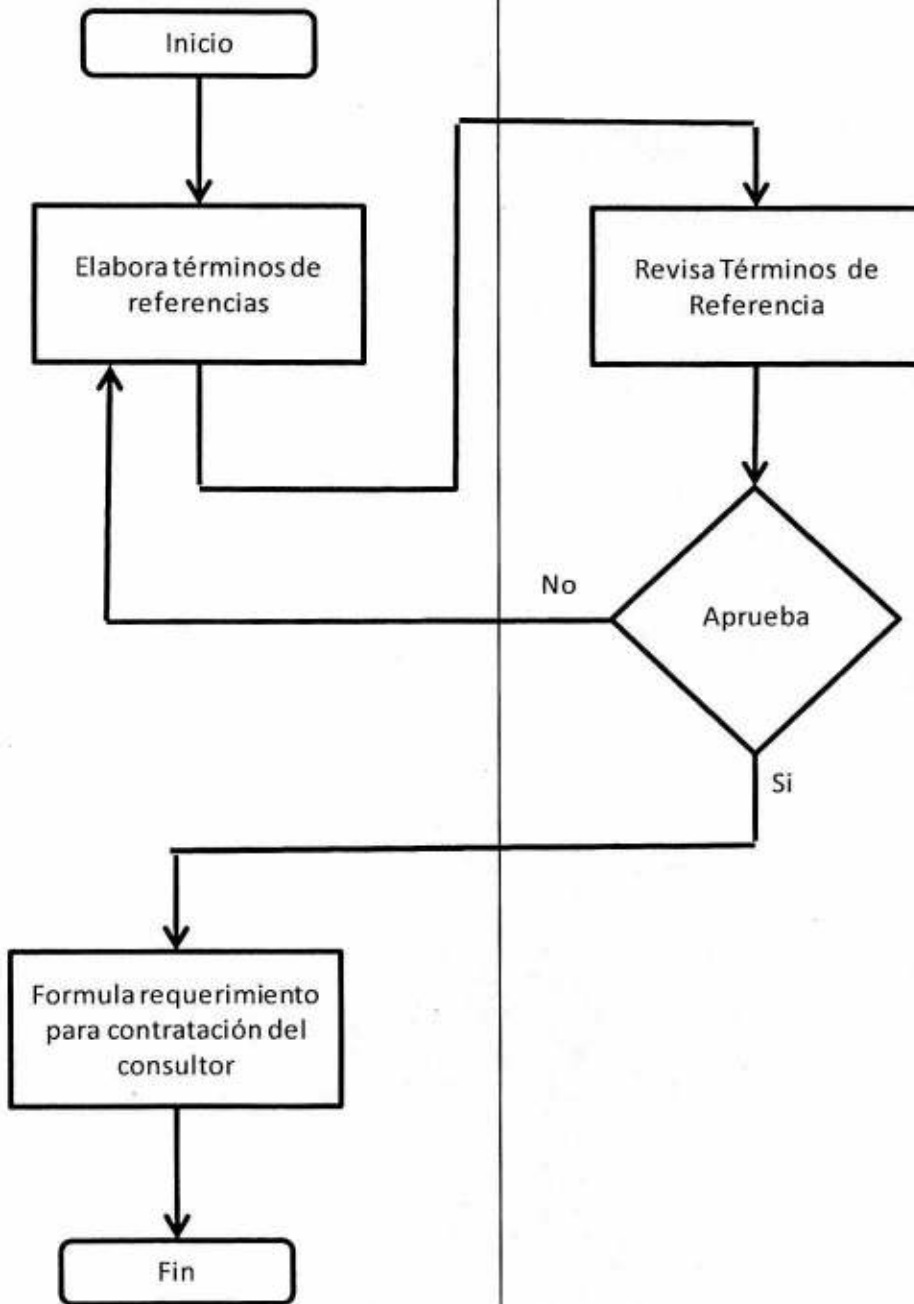 Inicio
Elabora términos de
referencias
Revisa Términos de
Referencia
No
Aprueba
Si
Formula requerimiento
para contratación del
consultor
Fin